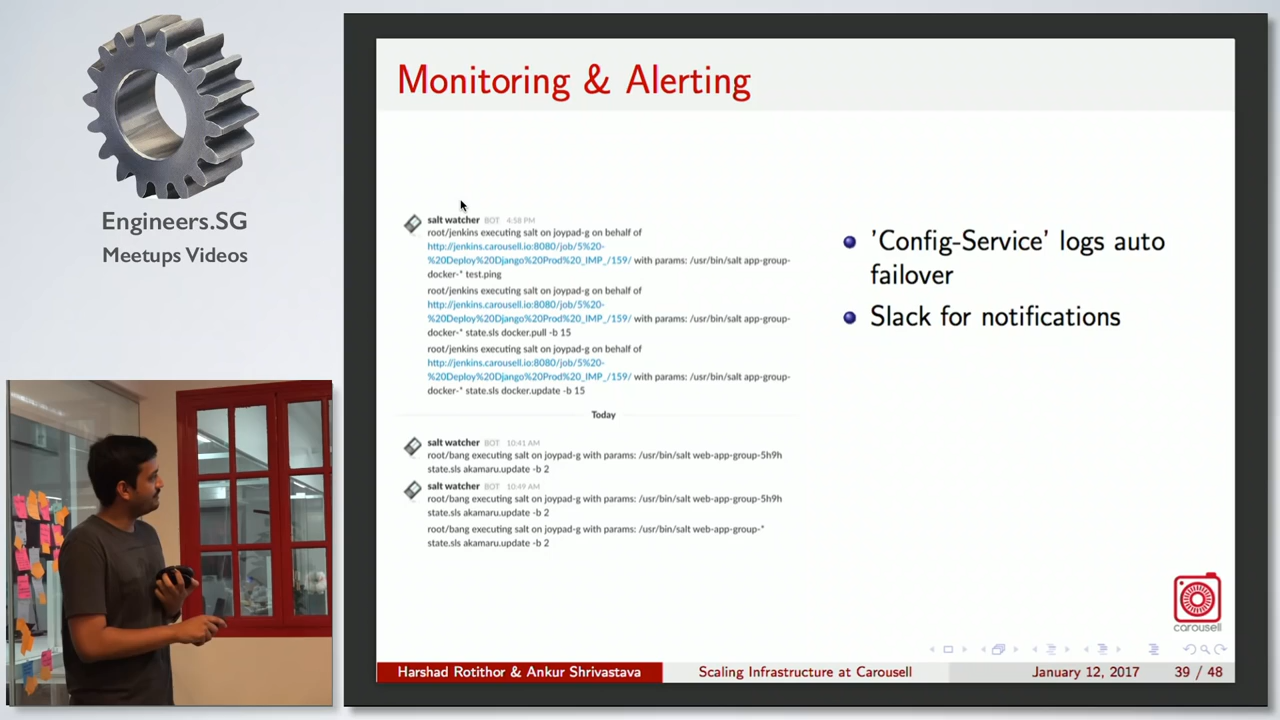 Engineers.SG
Meetups Videos
Monitoring & Alerting
salt watcher BOT 4:58 PM
root/jenkins executing salt on joypad-g on behalf of
http://jenkins.carousell.io:8080/job/5%20-
%20Deploy%20Django%20Prod%20_IMP_/159/ with params: /usr/bin/salt app-group-
docker-* test.ping
root/jenkins executing salt on joypad-g on behalf of
http://jenkins.carousell.io:8080/job/5%20-
%20Deploy%20Django%20Prod%20_IMP_/159/ with params: /usr/bin/salt app-group-
docker-* state.sls docker.pull -b 15
root/jenkins executing salt on joypad-g on behalf of
http://jenkins.carousell.io:8080/job/5%20-
%20Deploy%20Django%20Prod%20_IMP_/159/ with params: /usr/bin/salt app-group-
docker-* state.sls docker.update -b 15
Today
salt watcher BOT 10:41 AM
root/bang executing salt on joypad-g with params: /usr/bin/salt web-app-group-5h9h
state.sls akamaru.update -b 2
salt watcher BOT 10:49 AM
root/bang executing salt on joypad-g with params: /usr/bin/salt web-app-group-5h9h
state.sls akamaru.update -b 2
root/bang executing salt on joypad-g with params: /usr/bin/salt web-app-group-*
state.sls akamaru.update -b 2
'Config-Service' logs auto
failover
Slack for notifications
carousell
Harshad Rotithor & Ankur Shrivastava
Scaling Infrastructure at Carousell
January 12, 2017
39 / 48